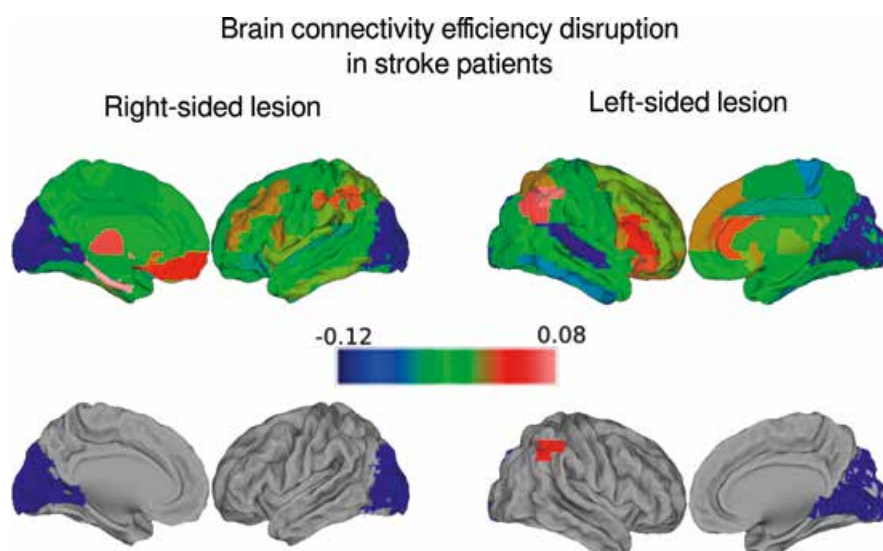 Brain connectivity efficiency disruption
in stroke patients
Right-sided lesion
Left-sided lesion
-0.12
0.08